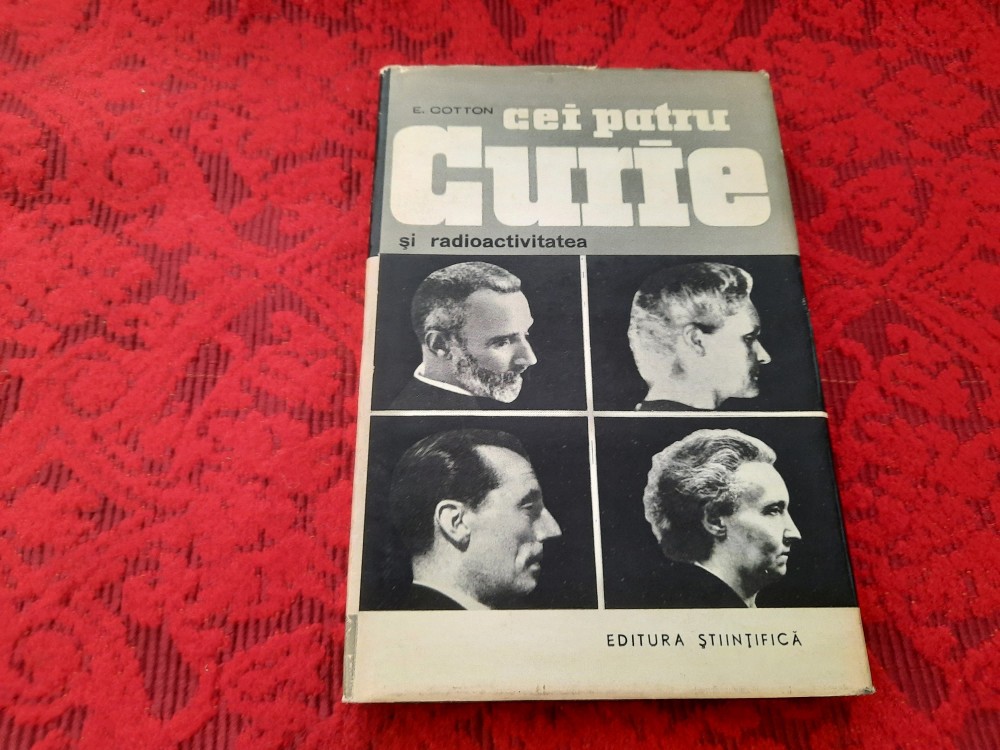 E. COTTON
cei patru
Curie
și radioactivitatea
EDITURA ȘTIINȚIFICĂ